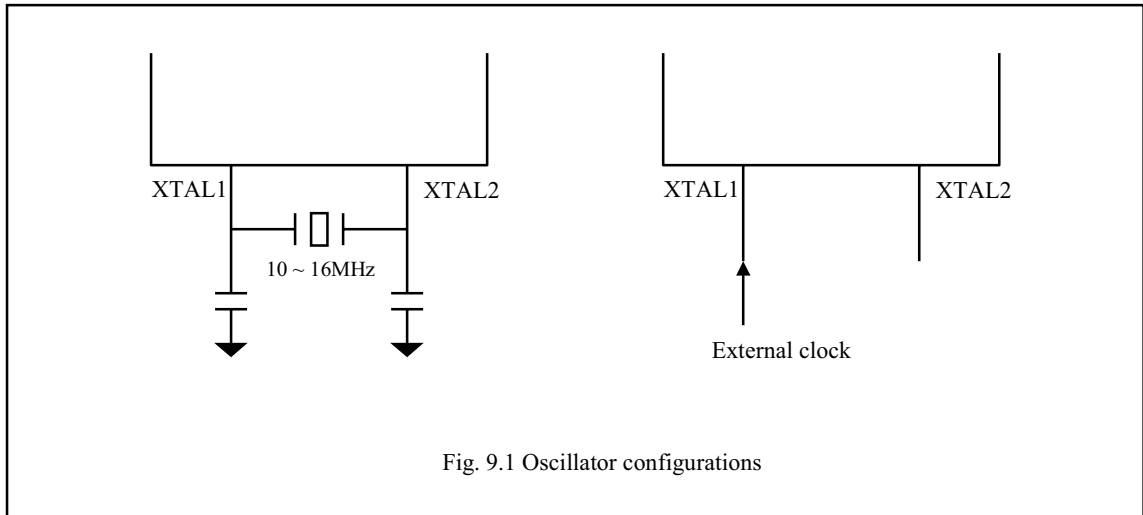 XTAL1
XTAL2
10 ~ 16MHz
XTAL1
XTAL2
External clock
Fig. 9.1 Oscillator configurations